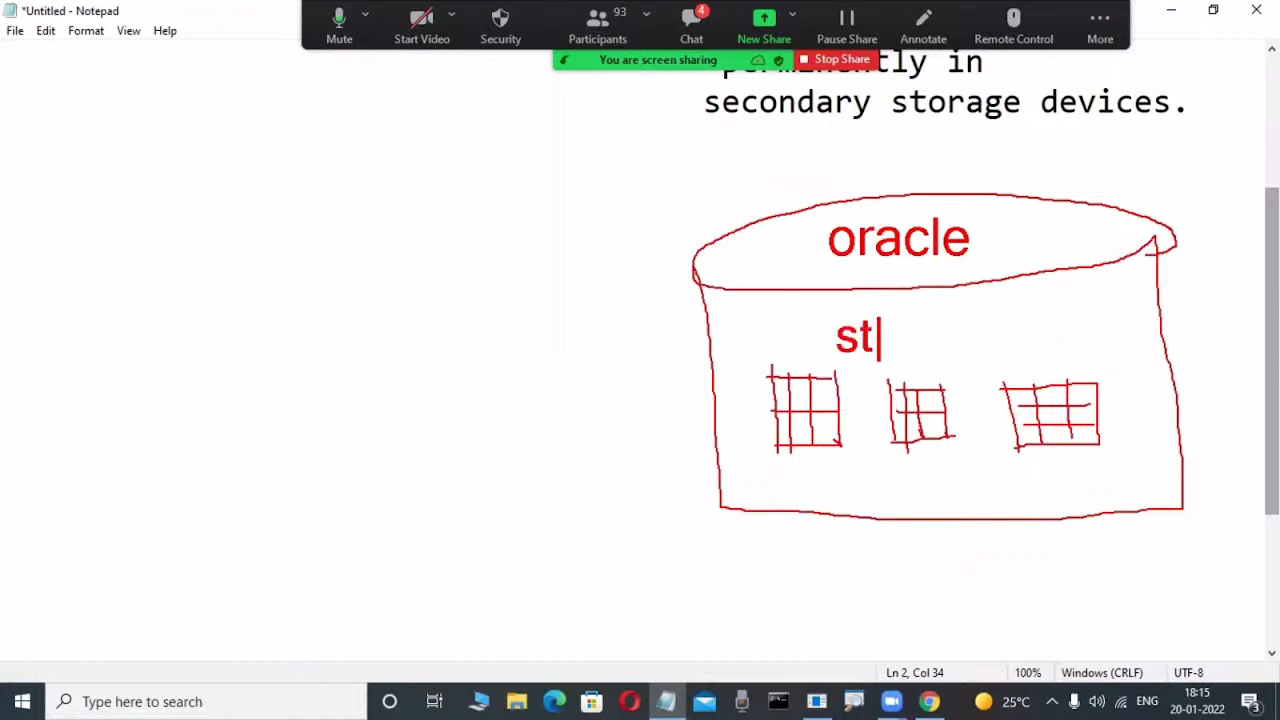 *Untitled - Notepad
File Edit Format View Help
Mute
Start Video
Security
93
Participants
4
Chat
New Share
Pause Share
Annotate
Remote Control
More
You are screen sharing
Stop Share
in
secondary storage devices.
oracle
st
Ln 2, Col 34
100%
Windows (CRLF)
UTF-8
Type here to search
25°C
ENG
18:15
20-01-2022
3